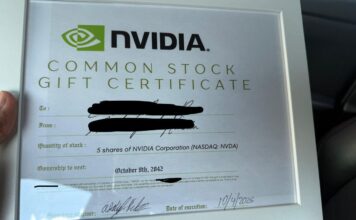 NVIDIA.
COMMON STOCK
GIFT CERTIFICATE
To:
From:
Quantity of stock: 5 shares of NVIDIA Corporation (NASDAQ: NVDA)
Ownership to vest: October 8th, 2042
Date of execution: